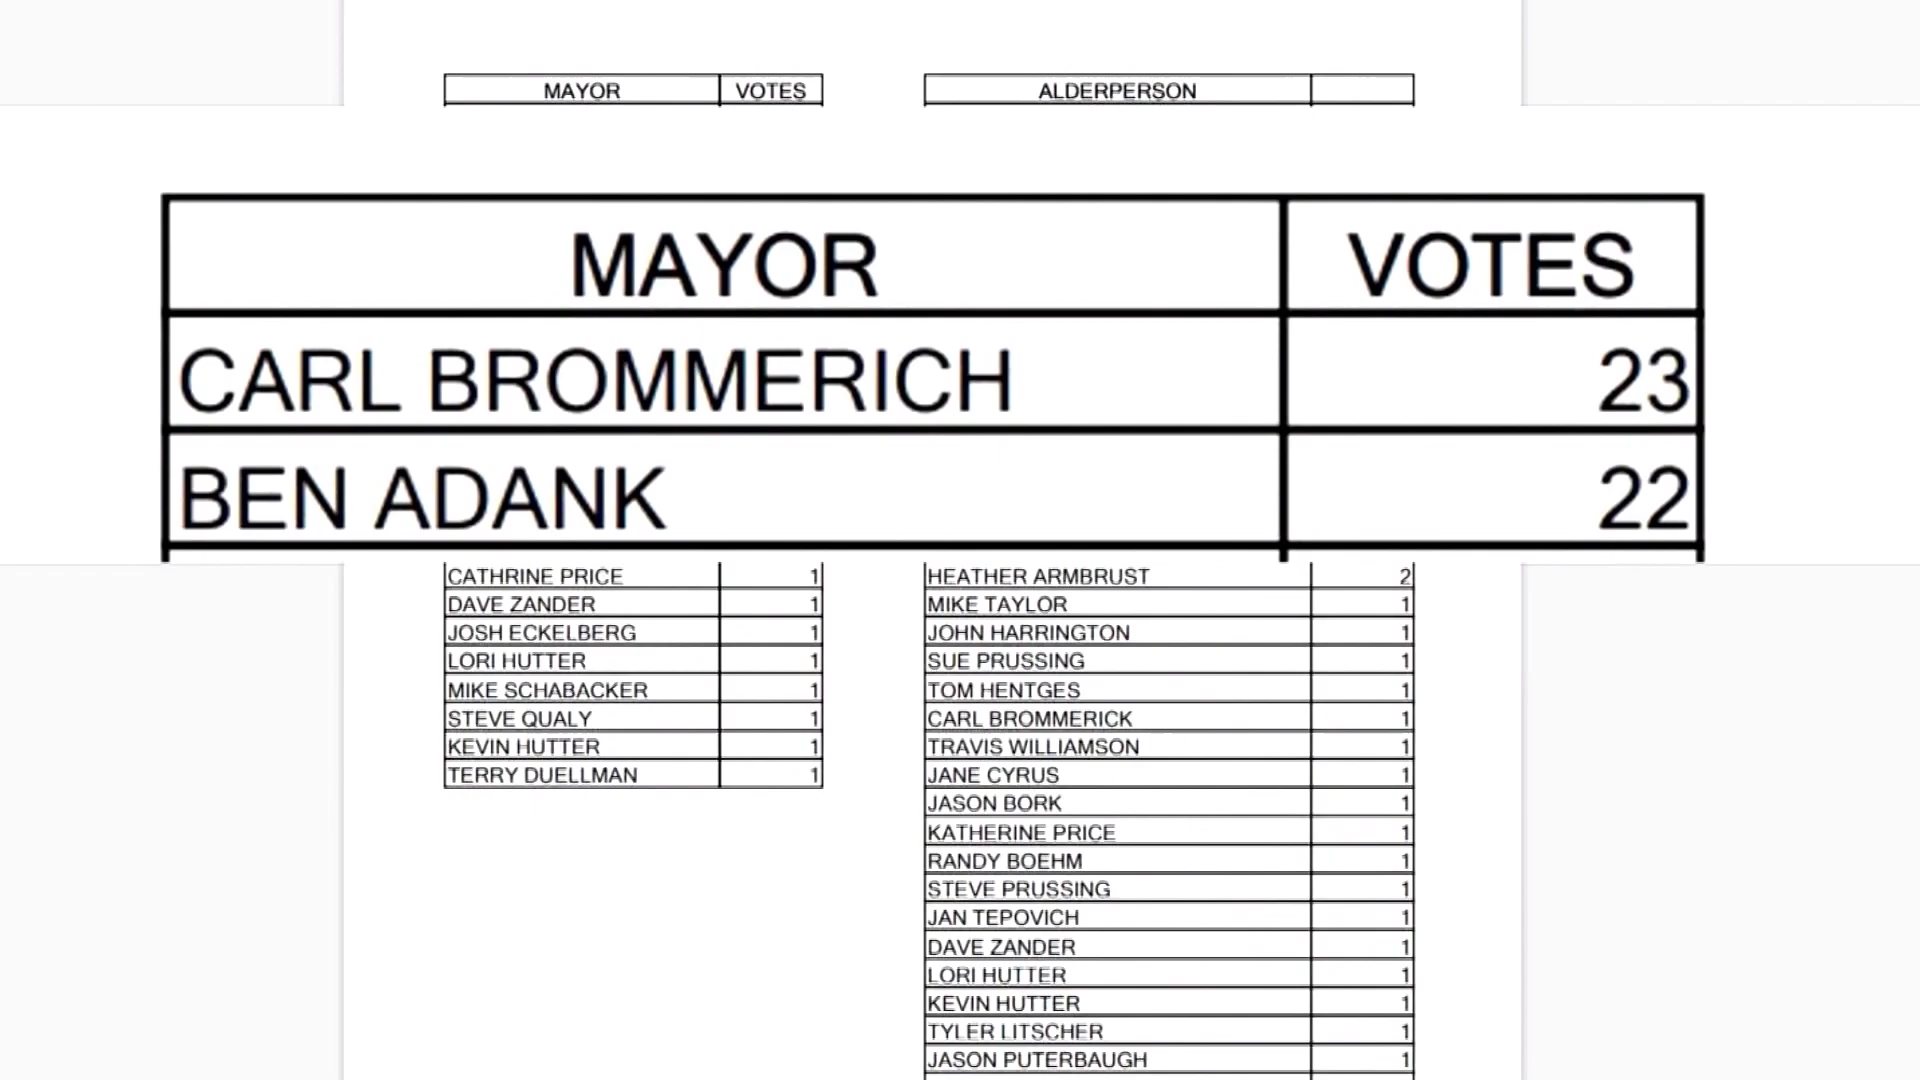 MAYOR VOTES ALDERPERSON
MAYOR VOTES
CARL BROMMERICH 23
BEN ADANK 22
CATHRINE PRICE 1 HEATHER ARMBRUST 2
DAVE ZANDER 1 MIKE TAYLOR 1
JOSH ECKELBERG 1 JOHN HARRINGTON 1
LORI HUTTER 1 SUE PRUSSING 1
MIKE SCHABACKER 1 TOM HENTGES 1
STEVE QUALY 1 CARL BROMMERICK 1
KEVIN HUTTER 1 TRAVIS WILLIAMSON 1
TERRY DUELLMAN 1 JANE CYRUS 1
JASON BORK 1
KATHERINE PRICE 1
RANDY BOEHM 1
STEVE PRUSSING 1
JAN TEPOVICH 1
DAVE ZANDER 1
LORI HUTTER 1
KEVIN HUTTER 1
TYLER LITSCHER 1
JASON PUTERBAUGH 1